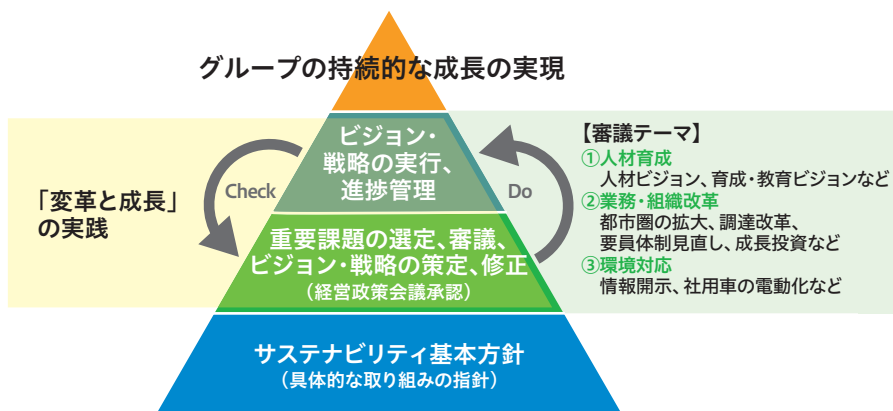 グループの持続的な成長の実現
ビジョン・
戦略の実行、
進捗管理
Check
Do
「変革と成長」
の実践
重要課題の選定、審議、
ビジョン・戦略の策定、修正
（経営政策会議承認）
サステナビリティ基本方針
（具体的な取り組みの指針）
【審議テーマ】
①人材育成
人材ビジョン、育成・教育ビジョンなど
②業務・組織改革
都市圏の拡大、調達改革、
要員体制見直し、成長投資など
③環境対応
情報開示、社用車の電動化など